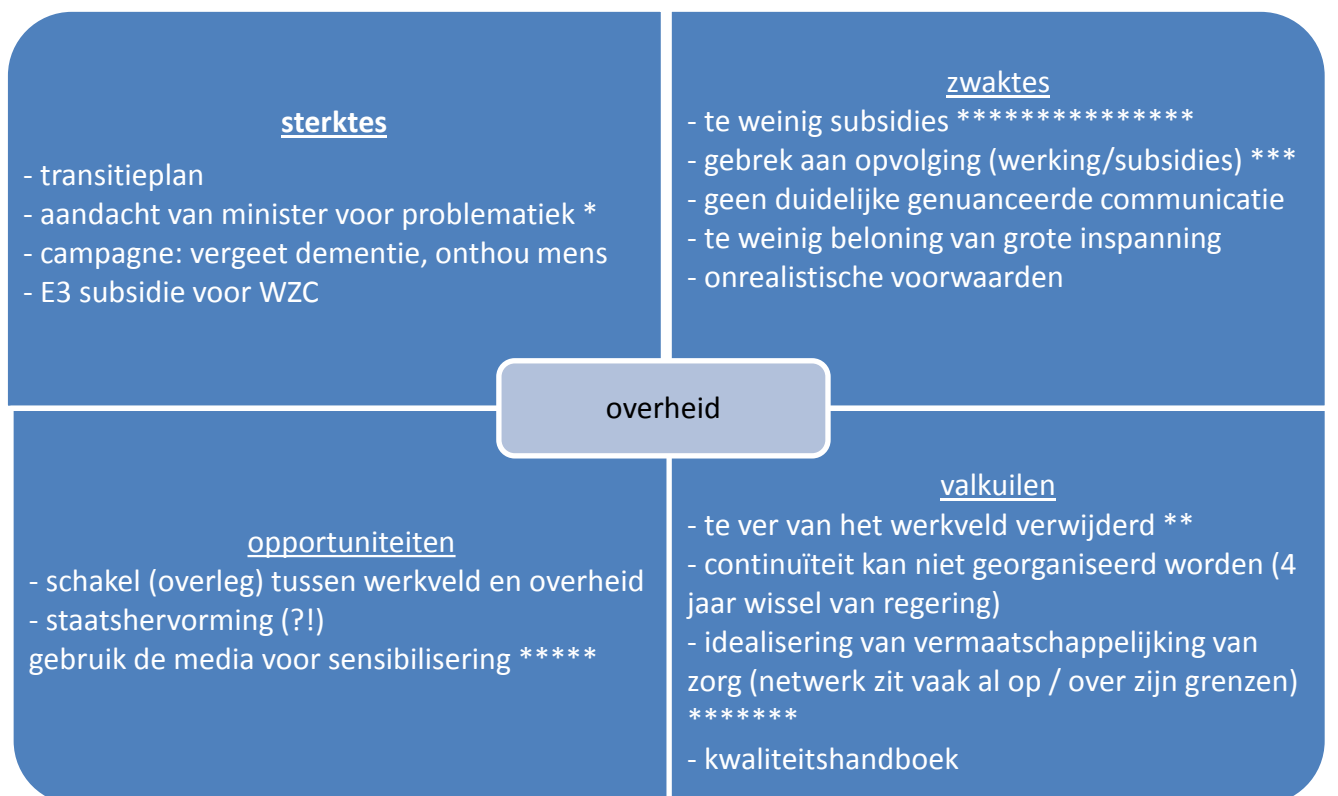 sterktes
- transitieplan
- aandacht van minister voor problematiek *
- campagne: vergeet dementie, onthou mens
- E3 subsidie voor WZC
zwaktes
- te weinig subsidies ***************
- gebrek aan opvolging (werking/subsidies) ***
- geen duidelijke genuanceerde communicatie
- te weinig beloning van grote inspanning
- onrealistische voorwaarden
overheid
opportuniteiten
- schakel (overleg) tussen werkveld en overheid
- staatshervorming (?!)
gebruik de media voor sensibilisering *****
valkuilen
- te ver van het werkveld verwijderd **
- continuïteit kan niet georganiseerd worden (4
jaar wissel van regering)
- idealisering van vermaatschappelijking van
zorg (netwerk zit vaak al op / over zijn grenzen)
*******
- kwaliteitshandboek